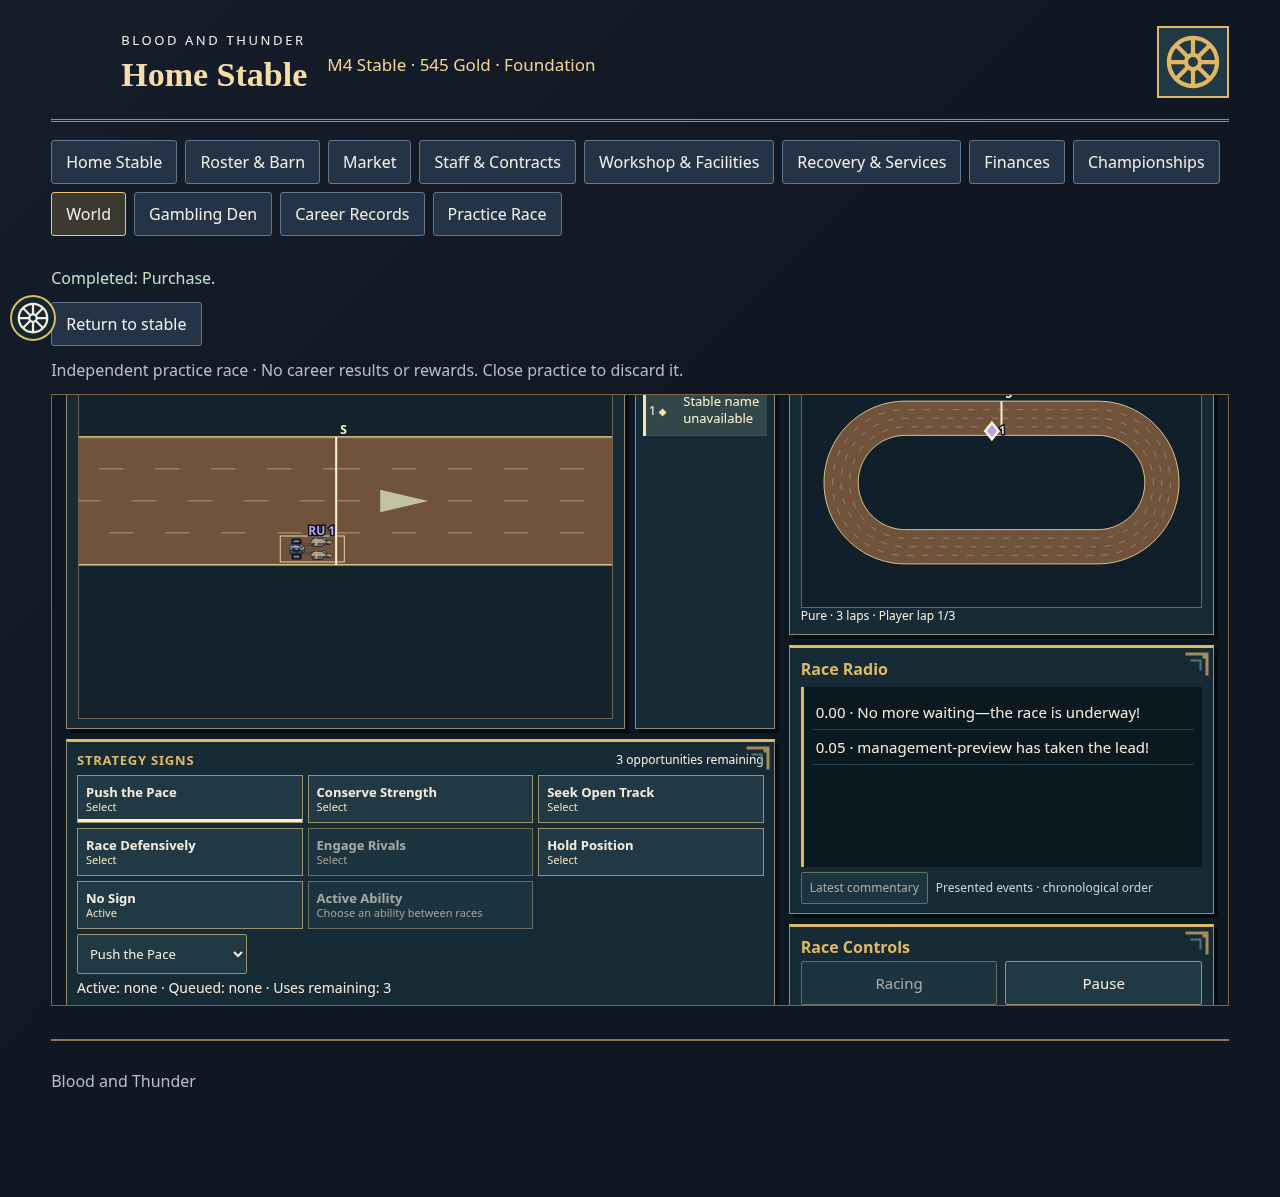 BLOOD AND THUNDER
Home Stable
M4 Stable · 545 Gold · Foundation
Home Stable
Roster & Barn
Market
Staff & Contracts
Workshop & Facilities
Recovery & Services
Finances
Championships
World
Gambling Den
Career Records
Practice Race
Completed: Purchase.
Return to stable
Independent practice race · No career results or rewards. Close practice to discard it.
S
RU 1
1 ◆
Stable name
unavailable
1
Pure · 3 laps · Player lap 1/3
Race Radio
0.00 · No more waiting—the race is underway!
0.05 · management-preview has taken the lead!
Latest commentary
Presented events · chronological order
STRATEGY SIGNS
3 opportunities remaining
Push the Pace
Select
Conserve Strength
Select
Seek Open Track
Select
Race Defensively
Select
Engage Rivals
Select
Hold Position
Select
No Sign
Active
Active Ability
Choose an ability between races
Push the Pace
Active: none · Queued: none · Uses remaining: 3
Race Controls
Racing
Pause
Blood and Thunder